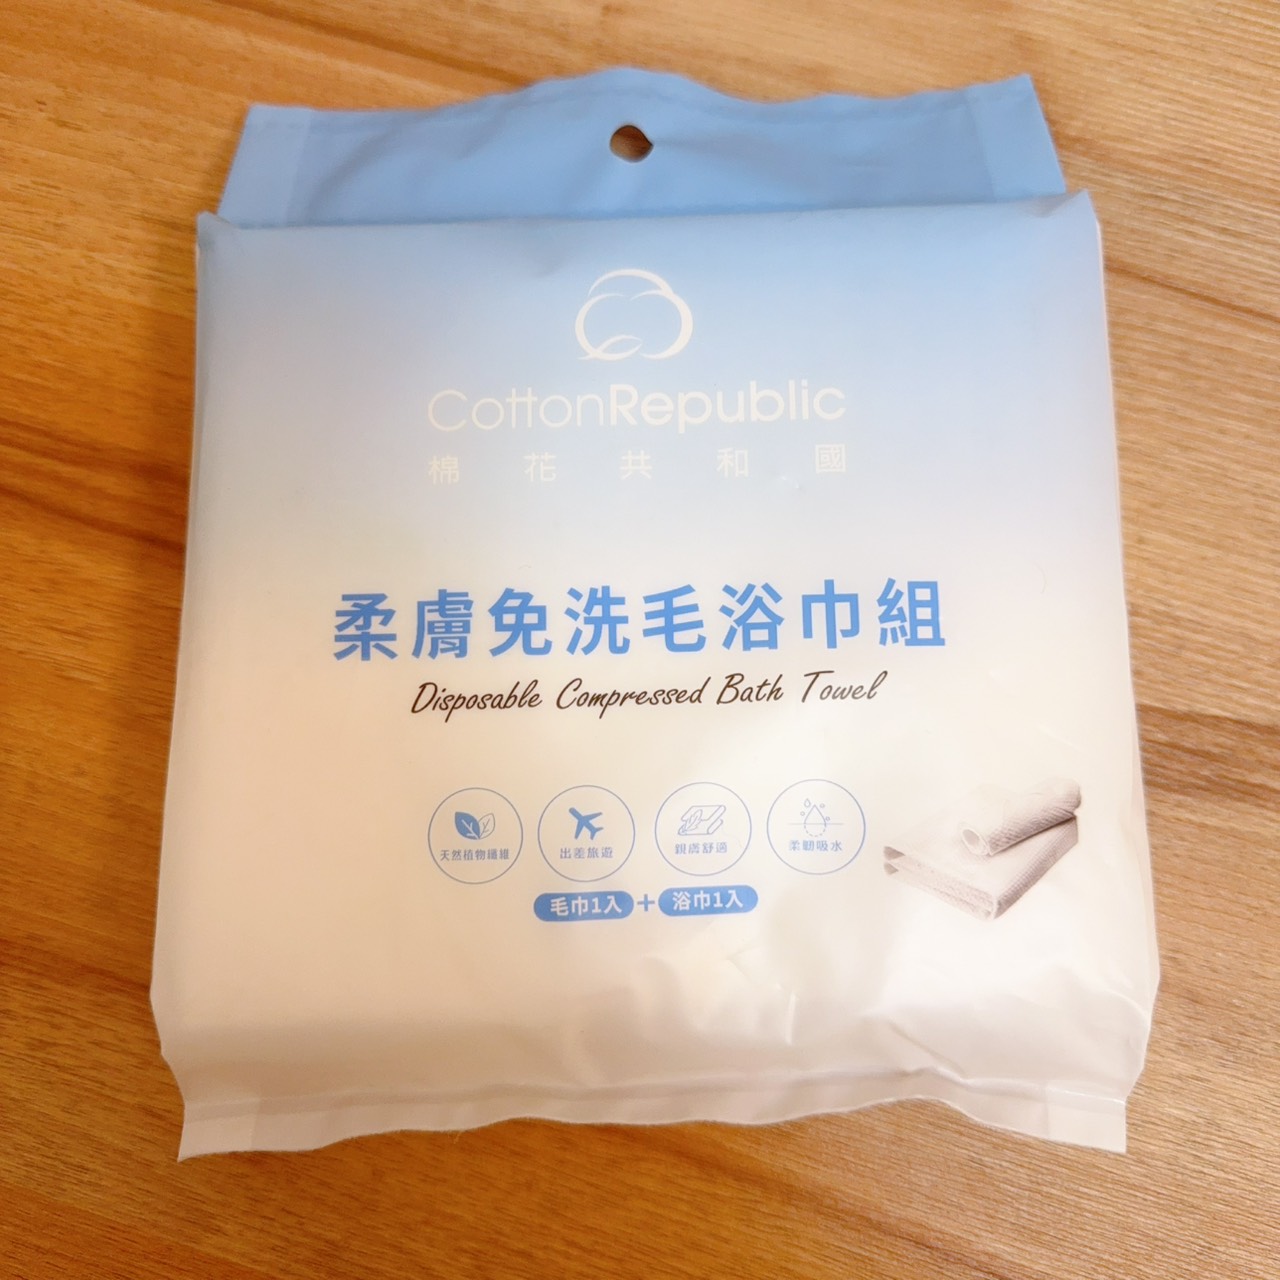 CottonRepublic
棉花共和國
柔膚免洗毛浴巾組
Disposable Compressed Bath Towel
天然植物纖維 出差旅遊 親膚舒適 柔韌吸水
毛巾1入+浴巾1入